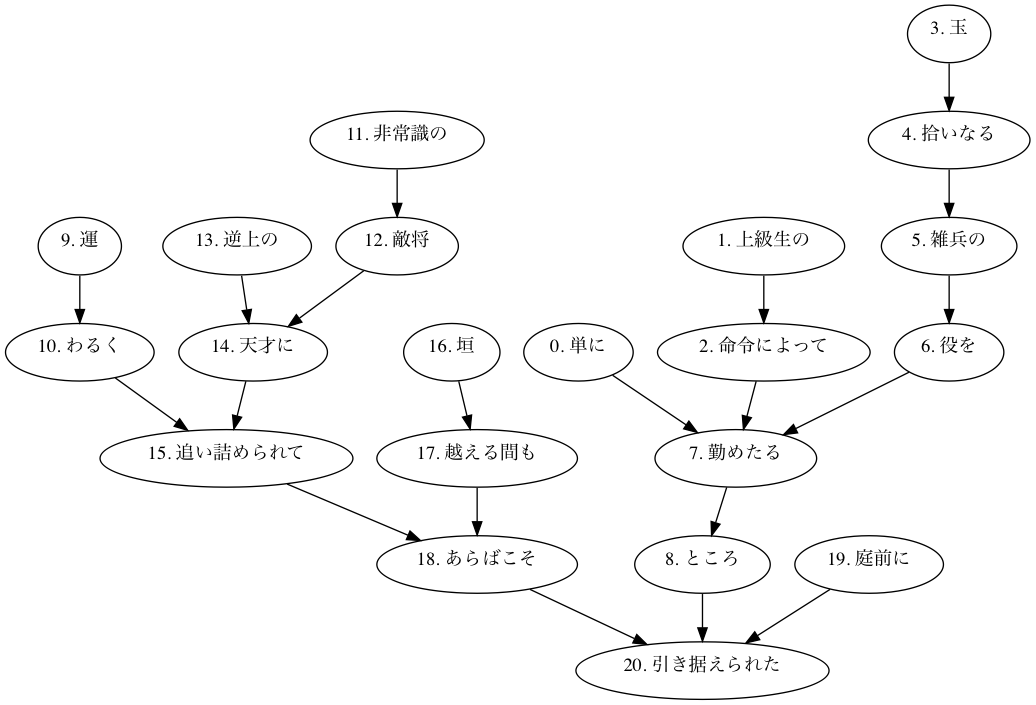 3. 玉
11. 非常識の
4. 拾いなる
9. 運
13. 逆上の
12. 敵将
1. 上級生の
5. 雑兵の
10. わるく
14. 天才に
16. 垣
0. 単に
2. 命令によって
6. 役を
15. 追い詰められて
17. 越える間も
7. 勤めたる
18. あらばこそ
8. ところ
19. 庭前に
20. 引き据えられた